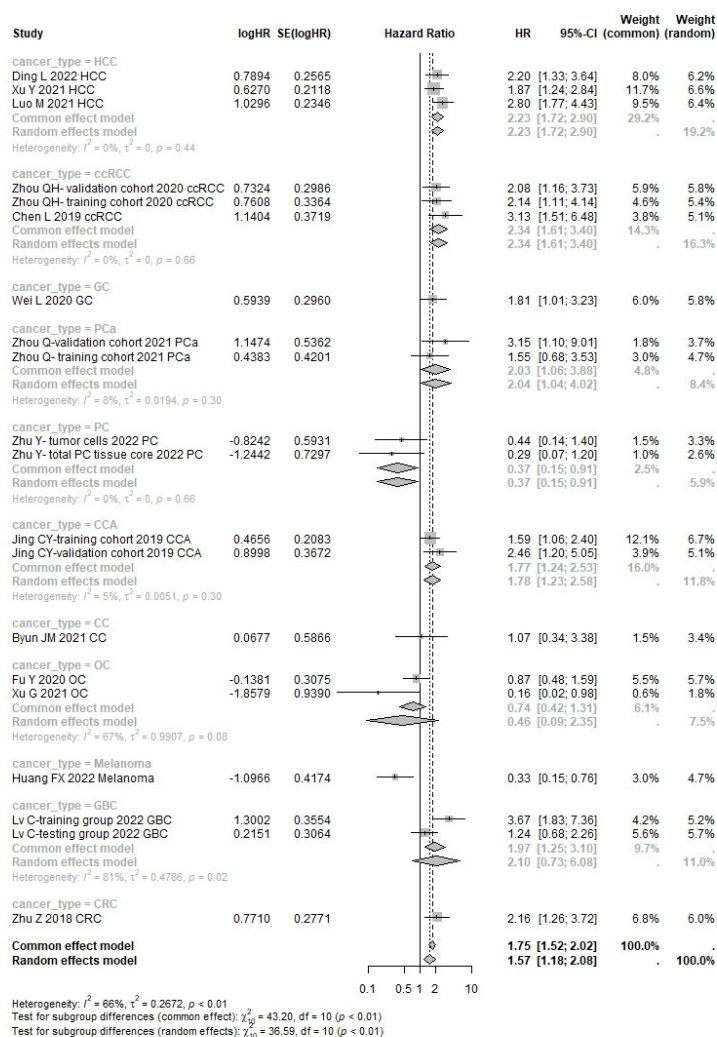 Study logHR SE(logHR) Hazard Ratio HR 95%-CI Weight (common) Weight (random)
cancer_type = HCC
Ding L 2022 HCC 0.7894 0.2565 2.20 [1.33; 3.64] 8.0% 6.2%
Xu Y 2021 HCC 0.6270 0.2118 1.87 [1.24; 2.84] 11.7% 6.6%
Luo M 2021 HCC 1.0296 0.2346 2.80 [1.77; 4.43] 9.5% 6.4%
Common effect model 2.23 [1.72; 2.90] 29.2% .
Random effects model 2.23 [1.72; 2.90] . 19.2%
Heterogeneity: I² = 0%, τ² = 0, p = 0.44
cancer_type = ccRCC
Zhou QH- validation cohort 2020 ccRCC 0.7324 0.2986 2.08 [1.16; 3.73] 5.9% 5.8%
Zhou QH- training cohort 2020 ccRCC 0.7608 0.3364 2.14 [1.11; 4.14] 4.6% 5.4%
Chen L 2019 ccRCC 1.1404 0.3719 3.13 [1.51; 6.48] 3.8% 5.1%
Common effect model 2.34 [1.61; 3.40] 14.3% .
Random effects model 2.34 [1.61; 3.40] . 16.3%
Heterogeneity: I² = 0%, τ² = 0, p = 0.66
cancer_type = GC
Wei L 2020 GC 0.5939 0.2960 1.81 [1.01; 3.23] 6.0% 5.8%
cancer_type = PCa
Zhou Q-validation cohort 2021 PCa 1.1474 0.5362 3.15 [1.10; 9.01] 1.8% 3.7%
Zhou Q- training cohort 2021 PCa 0.4383 0.4201 1.55 [0.68; 3.53] 3.0% 4.7%
Common effect model 2.03 [1.06; 3.88] 4.8% .
Random effects model 2.04 [1.04; 4.02] . 8.4%
Heterogeneity: I² = 8%, τ² = 0.0194, p = 0.30
cancer_type = PC
Zhu Y- tumor cells 2022 PC -0.8242 0.5931 0.44 [0.14; 1.40] 1.5% 3.3%
Zhu Y- total PC tissue core 2022 PC -1.2442 0.7297 0.29 [0.07; 1.20] 1.0% 2.6%
Common effect model 0.37 [0.15; 0.91] 2.5% .
Random effects model 0.37 [0.15; 0.91] . 5.9%
Heterogeneity: I² = 0%, τ² = 0, p = 0.66
cancer_type = CCA
Jing CY-training cohort 2019 CCA 0.4656 0.2083 1.59 [1.06; 2.40] 12.1% 6.7%
Jing CY-validation cohort 2019 CCA 0.8998 0.3672 2.46 [1.20; 5.05] 3.9% 5.1%
Common effect model 1.77 [1.24; 2.53] 16.0% .
Random effects model 1.78 [1.23; 2.58] . 11.8%
Heterogeneity: I² = 5%, τ² = 0.0051, p = 0.30
cancer_type = CC
Byun JM 2021 CC 0.0677 0.5866 1.07 [0.34; 3.38] 1.5% 3.4%
cancer_type = OC
Fu Y 2020 OC -0.1381 0.3075 0.87 [0.48; 1.59] 5.5% 5.7%
Xu G 2021 OC -1.8579 0.9390 0.16 [0.02; 0.98] 0.6% 1.8%
Common effect model 0.74 [0.42; 1.31] 6.1% .
Random effects model 0.46 [0.09; 2.35] . 7.5%
Heterogeneity: I² = 67%, τ² = 0.9907, p = 0.08
cancer_type = Melanoma
Huang FX 2022 Melanoma -1.0966 0.4174 0.33 [0.15; 0.76] 3.0% 4.7%
cancer_type = GBC
Lv C-training group 2022 GBC 1.3002 0.3554 3.67 [1.83; 7.36] 4.2% 5.2%
Lv C-testing group 2022 GBC 0.2151 0.3064 1.24 [0.68; 2.26] 5.6% 5.7%
Common effect model 1.97 [1.25; 3.10] 9.7% .
Random effects model 2.10 [0.73; 6.08] . 11.0%
Heterogeneity: I² = 81%, τ² = 0.4786, p = 0.02
cancer_type = CRC
Zhu Z 2018 CRC 0.7710 0.2771 2.16 [1.26; 3.72] 6.8% 6.0%
Common effect model 1.75 [1.52; 2.02] 100.0% .
Random effects model 1.57 [1.18; 2.08] . 100.0%
0.1 0.5 1 2 10
Heterogeneity: I² = 66%, τ² = 0.2672, p < 0.01
Test for subgroup differences (common effect): χ²₁₀ = 43.20, df = 10 (p < 0.01)
Test for subgroup differences (random effects): χ²₁₀ = 36.59, df = 10 (p < 0.01)